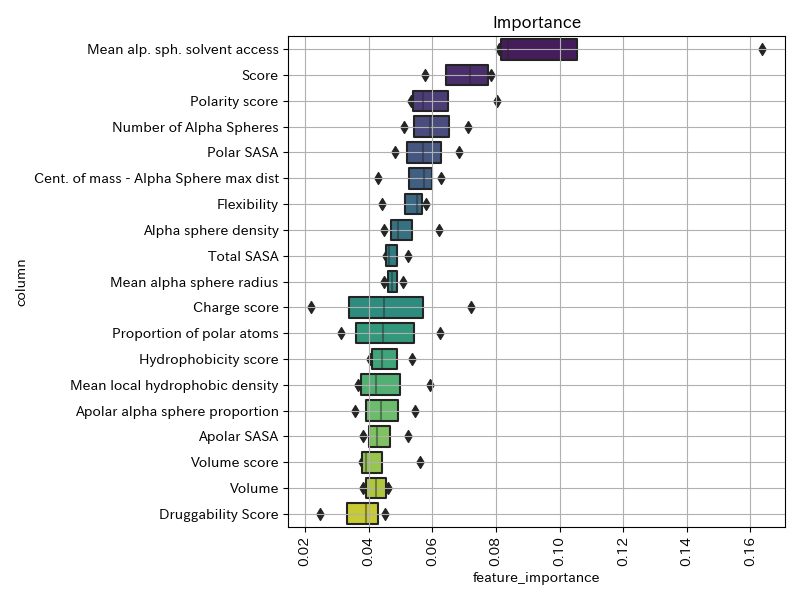 Importance
Mean alp. sph. solvent access
Score
Polarity score
Number of Alpha Spheres
Polar SASA
Cent. of mass - Alpha Sphere max dist
Flexibility
Alpha sphere density
Total SASA
Mean alpha sphere radius
Charge score
Proportion of polar atoms
Hydrophobicity score
Mean local hydrophobic density
Apolar alpha sphere proportion
Apolar SASA
Volume score
Volume
Druggability Score
column
0.02
0.04
0.06
0.08
0.10
0.12
0.14
0.16
feature_importance